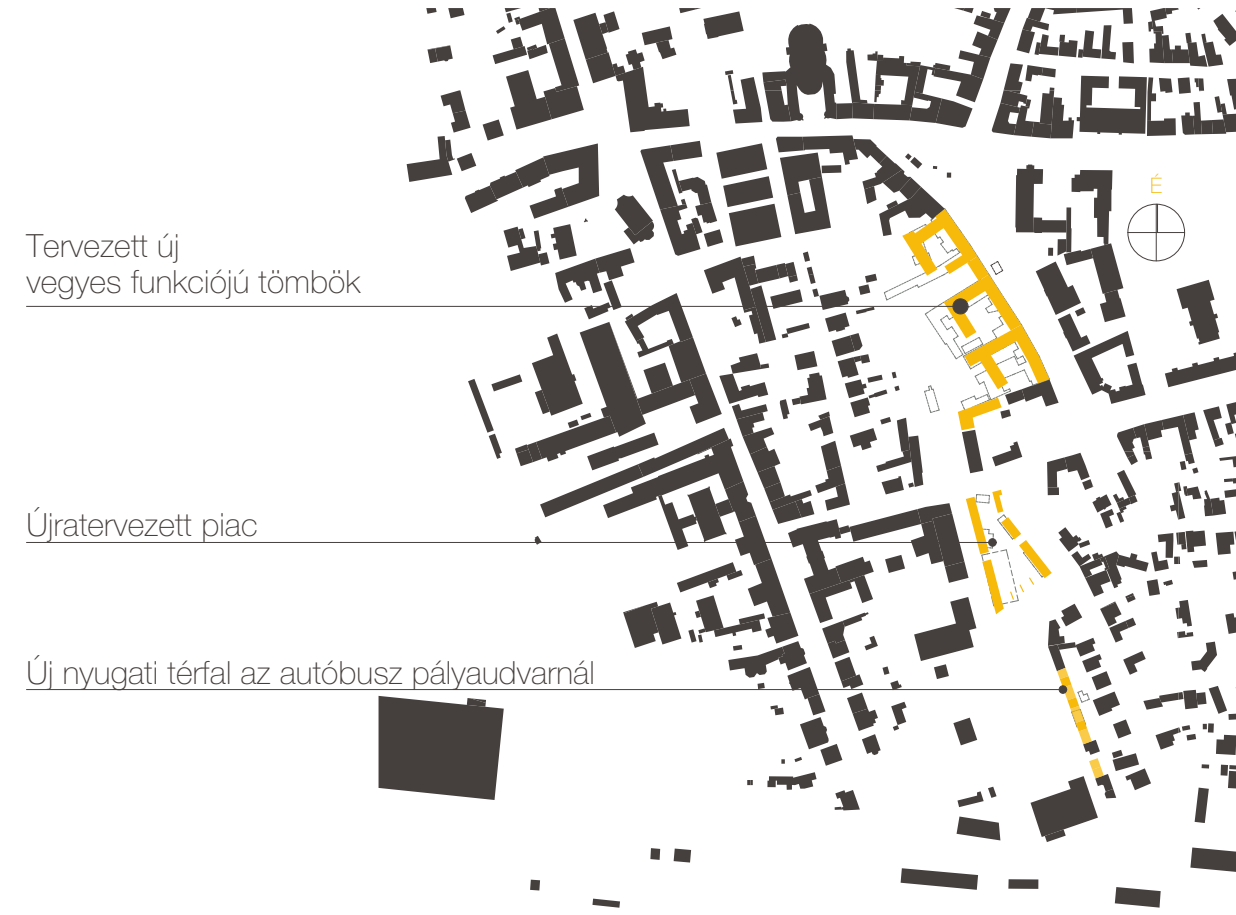 É
Tervezett új
vegyes funkciójú tömbök
Újratervezett piac
Új nyugati térfal az autóbusz pályaudvarnál